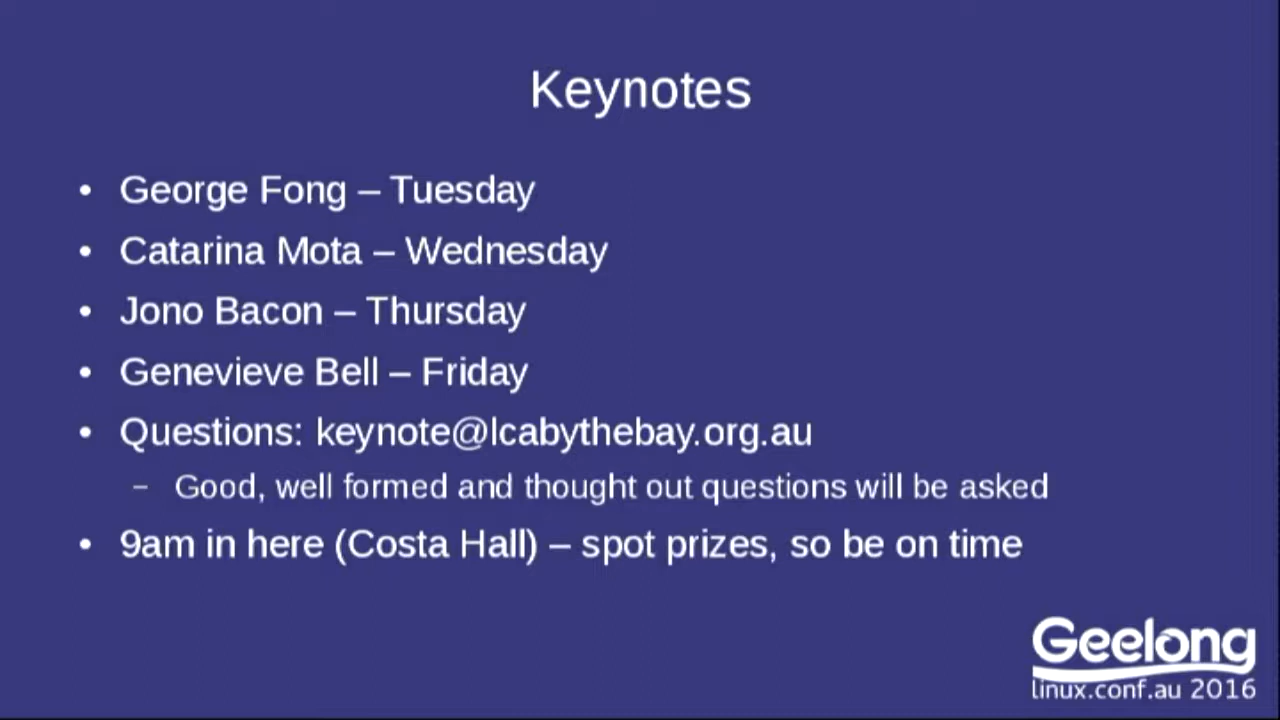 Keynotes
• George Fong – Tuesday
• Catarina Mota – Wednesday
• Jono Bacon – Thursday
• Genevieve Bell – Friday
• Questions: keynote@lcabythebay.org.au
– Good, well formed and thought out questions will be asked
• 9am in here (Costa Hall) – spot prizes, so be on time
Geelong
linux.conf.au 2016